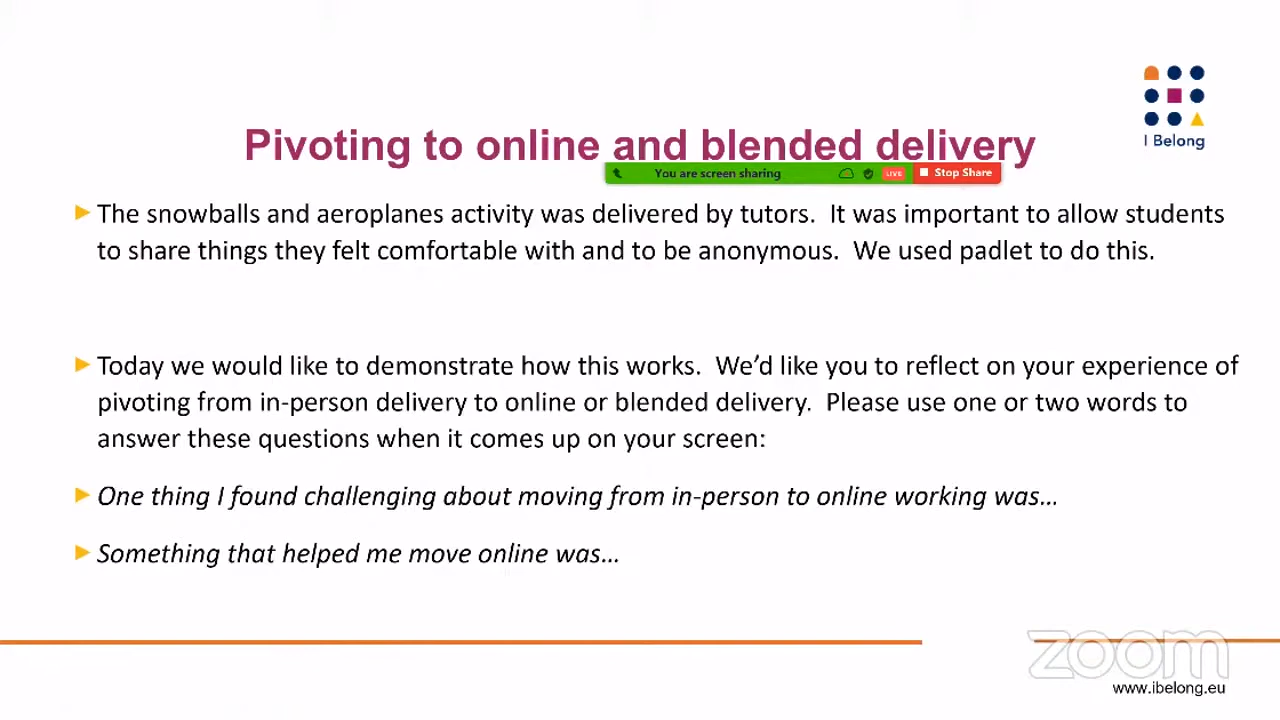 I Belong
Pivoting to online and blended delivery
You are screen sharing LIVE Stop Share
The snowballs and aeroplanes activity was delivered by tutors.  It was important to allow students
to share things they felt comfortable with and to be anonymous.  We used padlet to do this.
Today we would like to demonstrate how this works.  We’d like you to reflect on your experience of
pivoting from in-person delivery to online or blended delivery.  Please use one or two words to
answer these questions when it comes up on your screen:
One thing I found challenging about moving from in-person to online working was…
Something that helped me move online was…
zoom
www.ibelong.eu